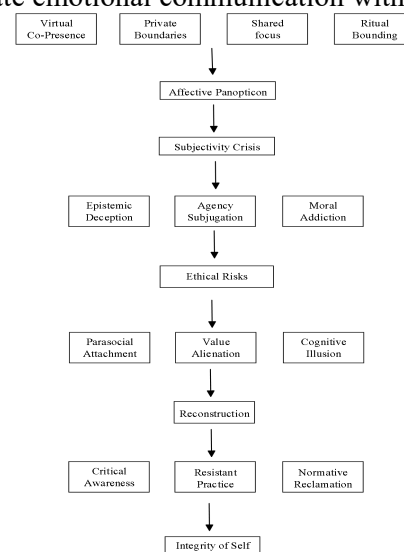 ate emotional communication with
Virtual
Co-Presence
Private
Boundaries
Shared
focus
Ritual
Bounding
Affective Panopticon
Subjectivity Crisis
Epistemic
Deception
Agency
Subjugation
Moral
Addiction
Ethical Risks
Parasocial
Attachment
Value
Alienation
Cognitive
Illusion
Reconstruction
Critical
Awareness
Resistant
Practice
Normative
Reclamation
Integrity of Self